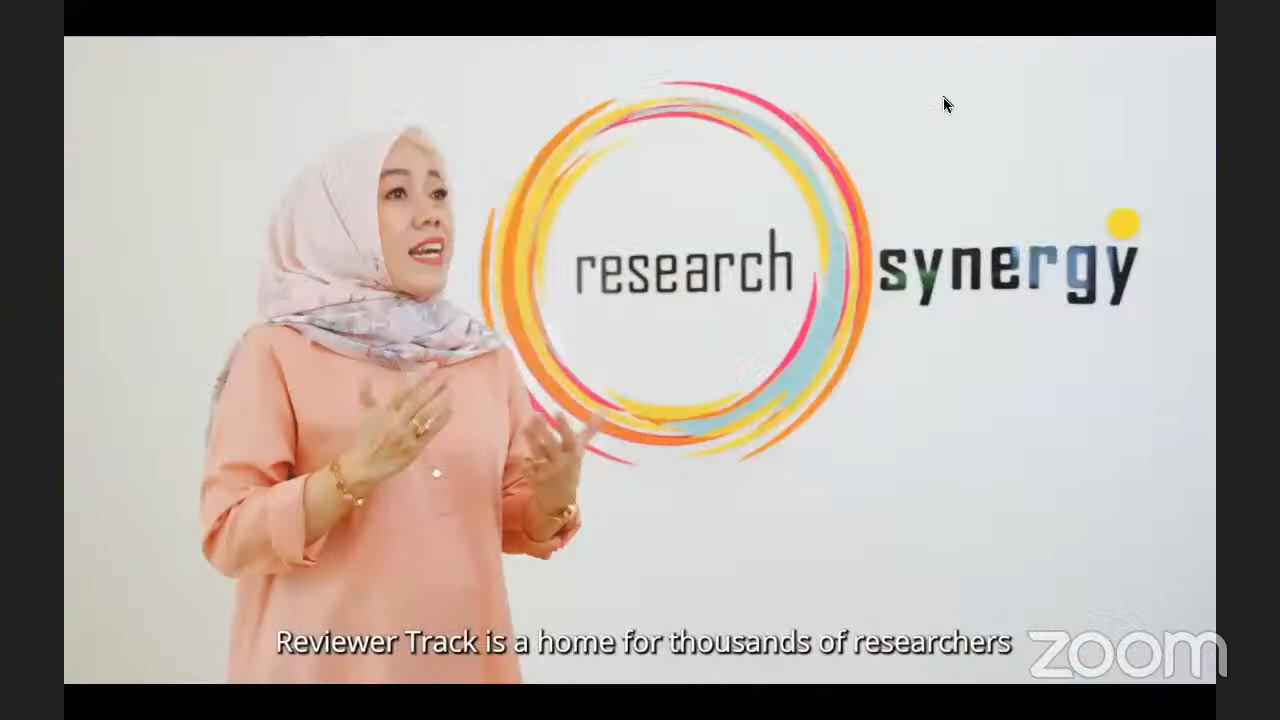 research
synergy
Reviewer Track is a home for thousands of researchers
zoom